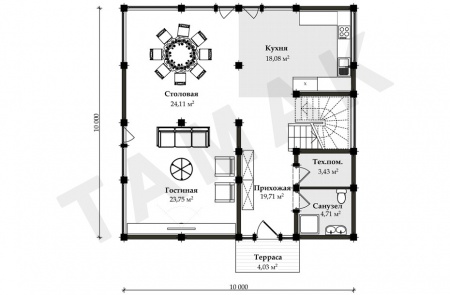 Кухня
18,08 м²
Столовая
24,11 м²
10 000
Тех.пом.
3,43 м²
Гостиная
23,75 м²
Прихожая
19,71 м²
Санузел
4,71 м²
Терраса
4,03 м²
10 000
TAMAK